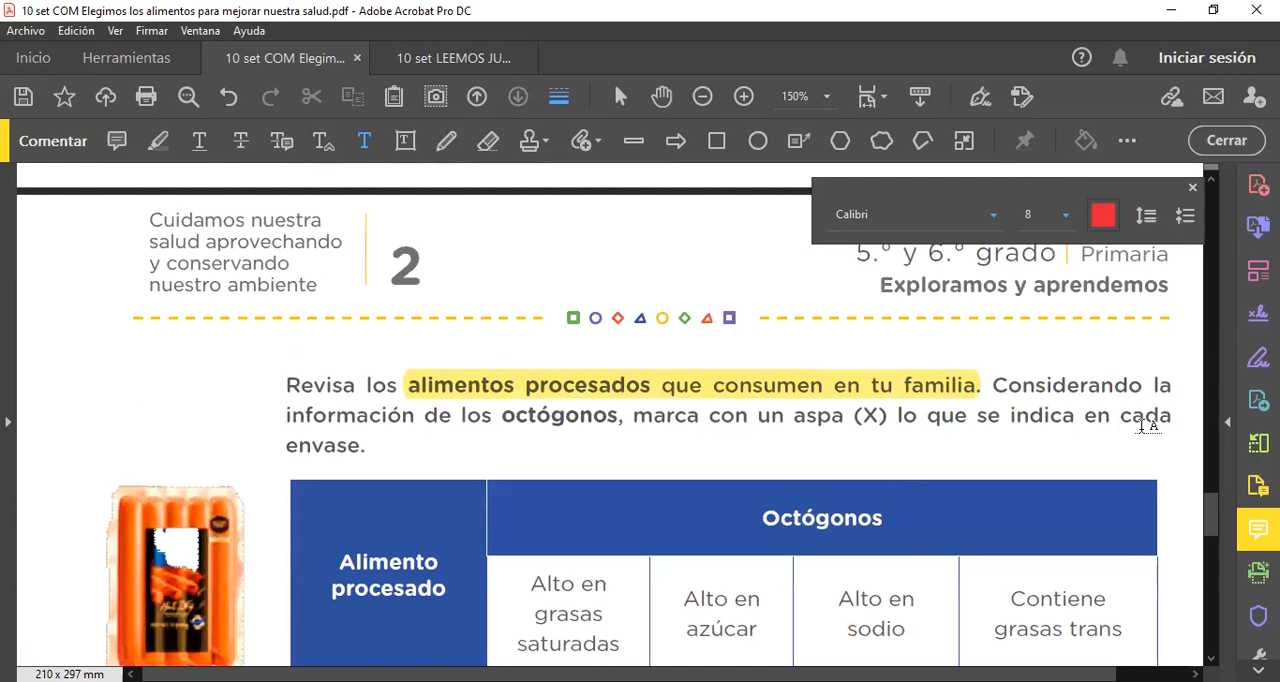 10 set COM Elegimos los alimentos para mejorar nuestra salud.pdf - Adobe Acrobat Pro DC
Archivo Edición Ver Firmar Ventana Ayuda
Inicio Herramientas 10 set COM Elegim... × 10 set LEEMOS JU... Iniciar sesión
150%
Comentar Cerrar
Calibri 8
Cuidamos nuestra
salud aprovechando
y conservando
nuestro ambiente
2
5.° y 6.° grado Primaria
Exploramos y aprendemos
Revisa los alimentos procesados que consumen en tu familia. Considerando la
información de los octógonos, marca con un aspa (X) lo que se indica en cada
envase.
Alimento
procesado
Octógonos
Alto en
grasas
saturadas
Alto en
azúcar
Alto en
sodio
Contiene
grasas trans
210 x 297 mm